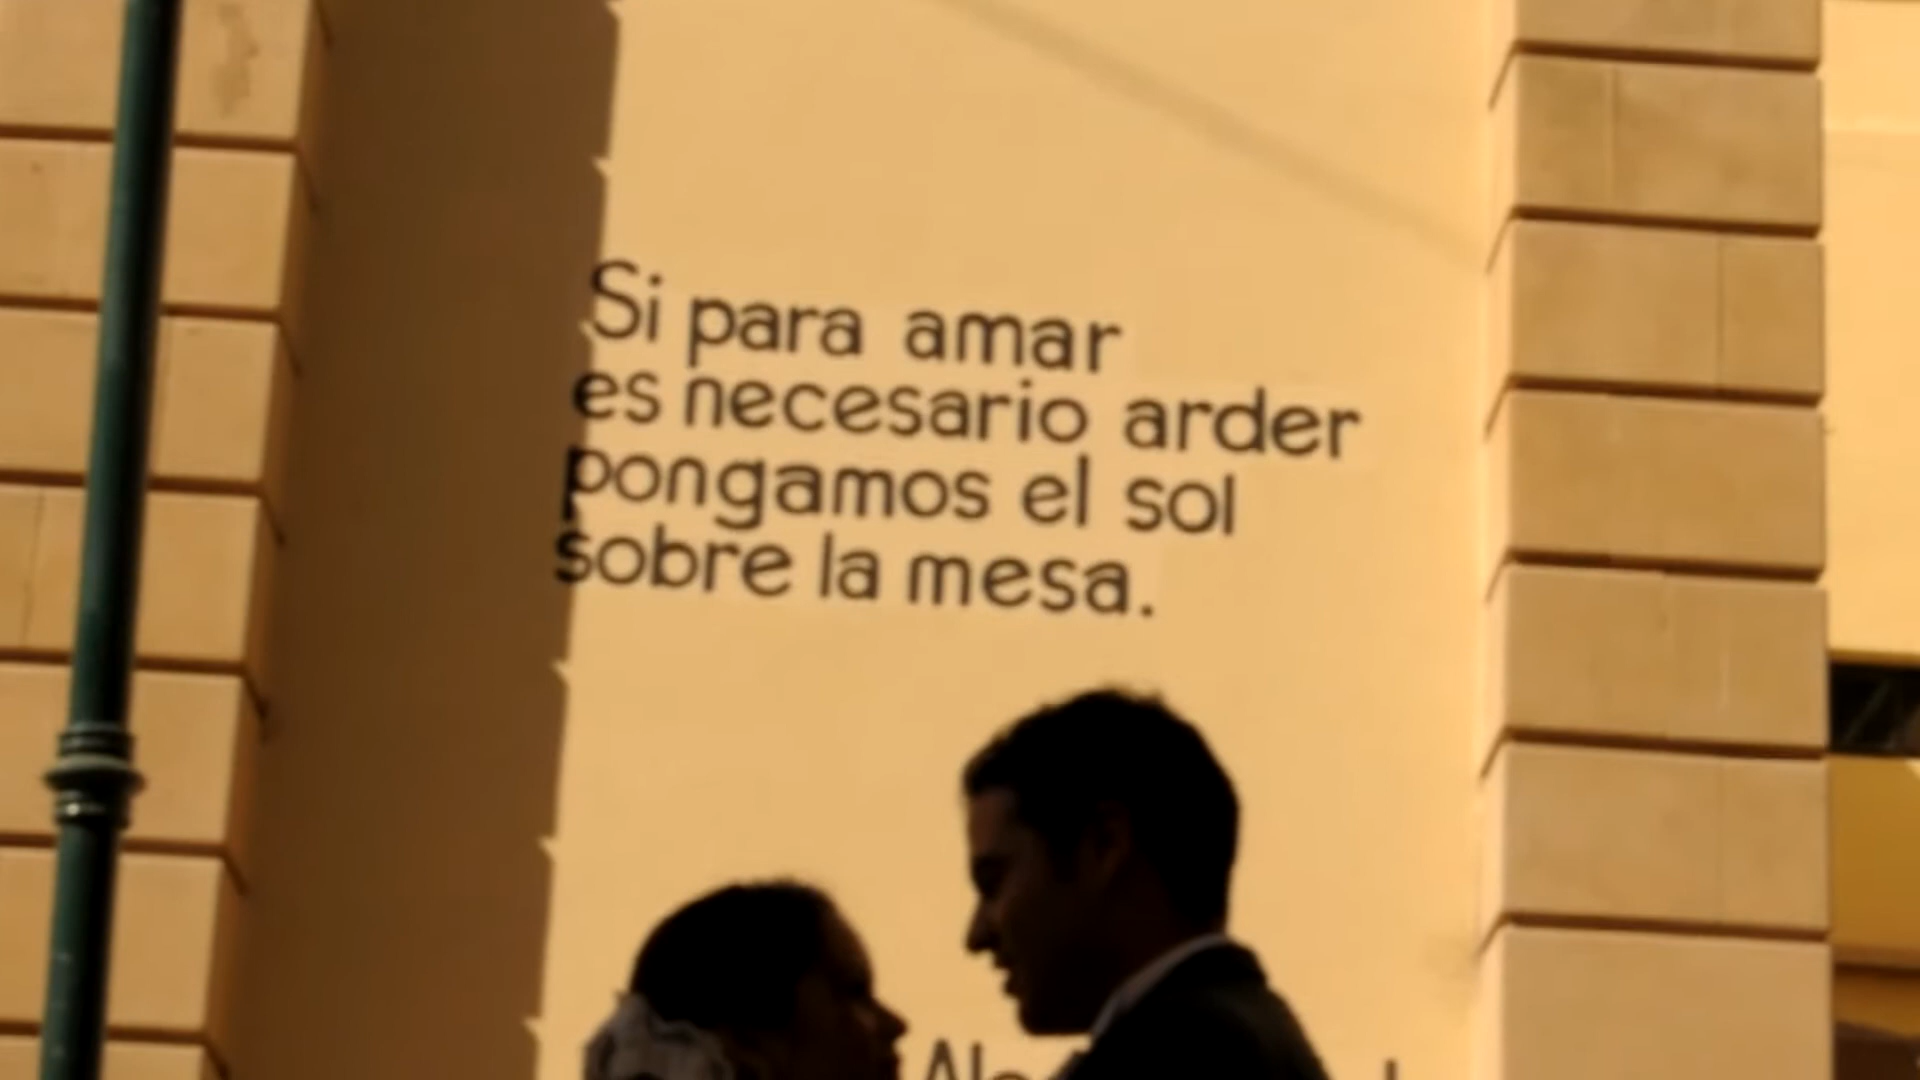 Si para amar
es necesario arder
pongamos el sol
sobre la mesa.